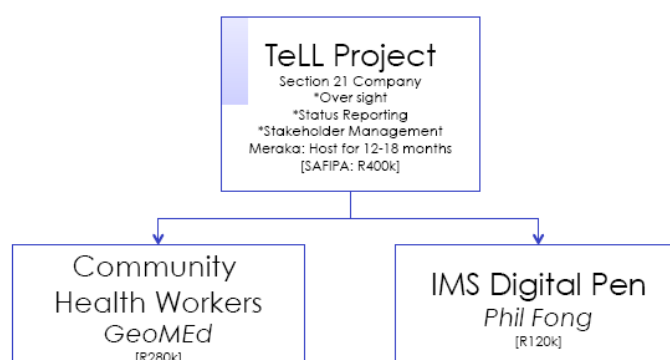 TeLL Project
Section 21 Company
*Over sight
*Status Reporting
*Stakeholder Management
Meraka: Host for 12-18 months
[SAFIPA: R400k]
Community
Health Workers
GeoMEd
[R280k]
IMS Digital Pen
Phil Fong
[R120k]